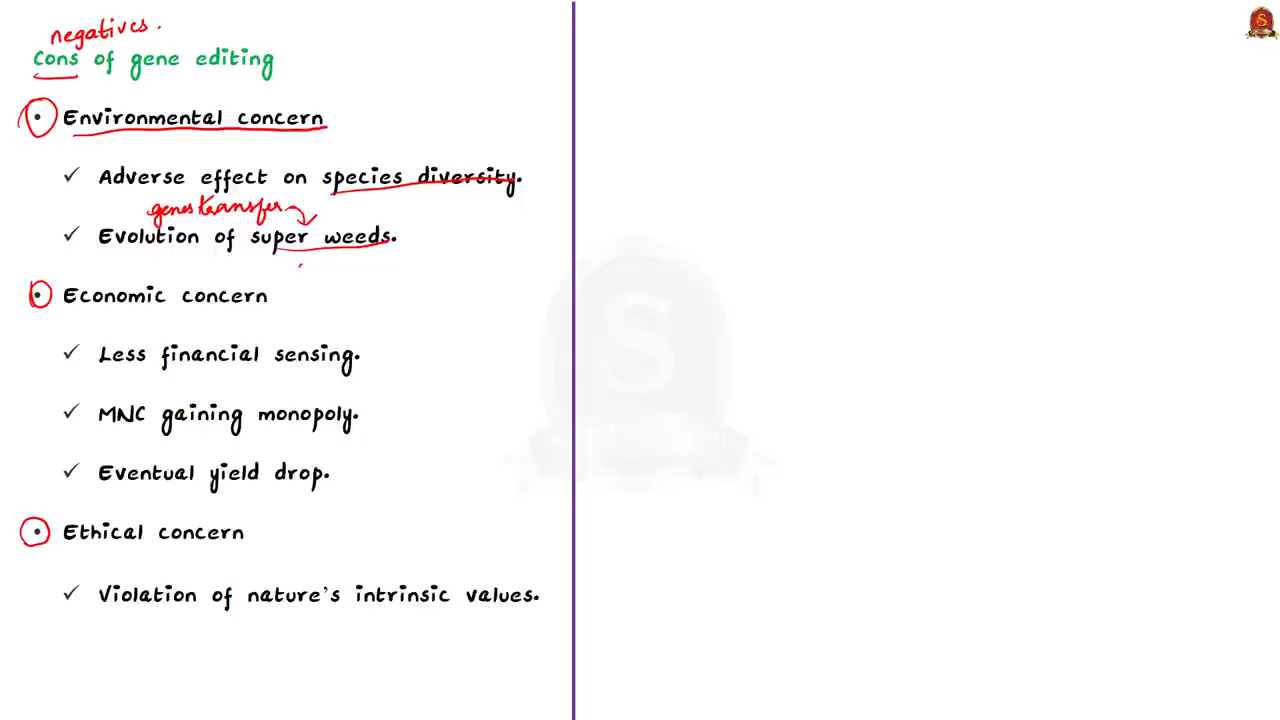 negatives.
Cons of gene editing
• Environmental concern
✓ Adverse effect on species diversity.
genes transfer
✓ Evolution of super weeds.
• Economic concern
✓ Less financial sensing.
✓ MNC gaining monopoly.
✓ Eventual yield drop.
• Ethical concern
✓ Violation of nature's intrinsic values.
S
S